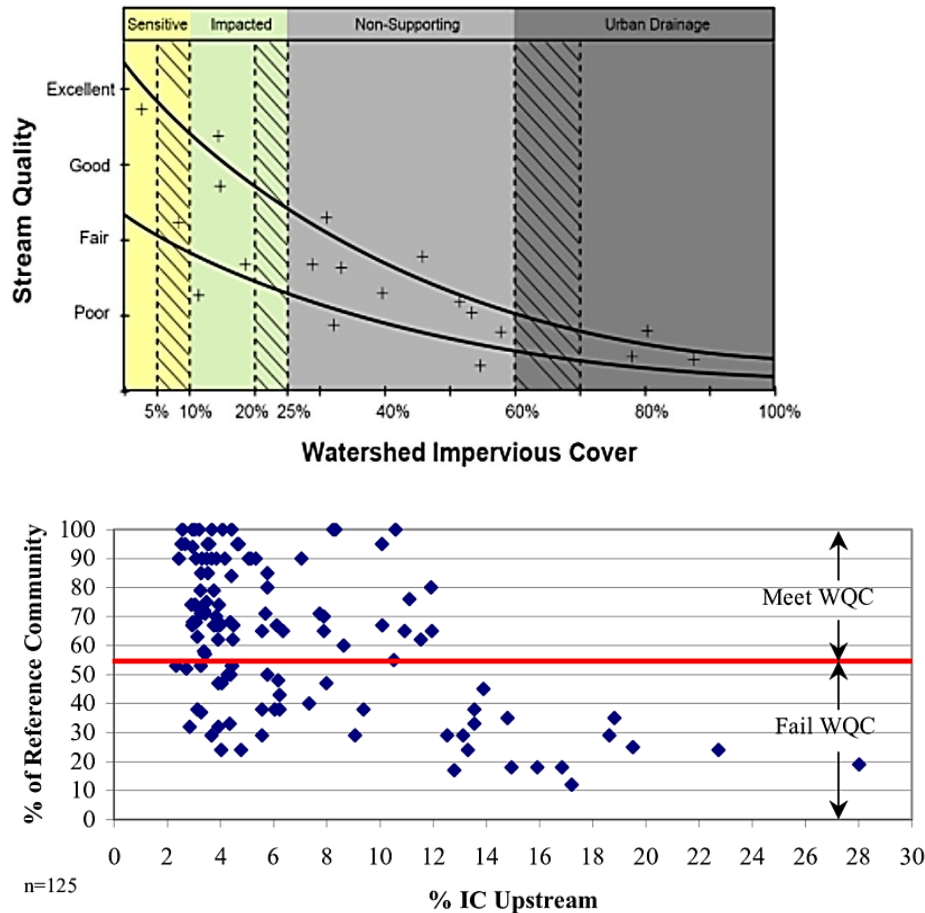 Sensitive Impacted Non-Supporting Urban Drainage
Stream Quality
Excellent
Good
Fair
Poor
5% 10% 20% 25% 40% 60% 80% 100%
Watershed Impervious Cover
% of Reference Community
100
90
80
70
60
50
40
30
20
10
0
Meet WQC
Fail WQC
0 2 4 6 8 10 12 14 16 18 20 22 24 26 28 30
n=125
% IC Upstream